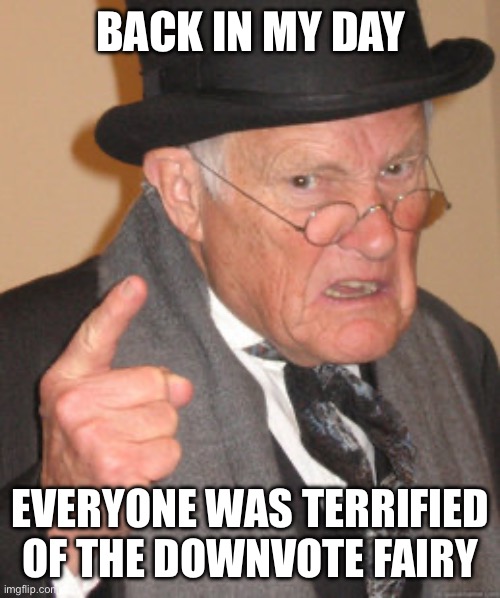 BACK IN MY DAY
EVERYONE WAS TERRIFIED
OF THE DOWNVOTE FAIRY
imgflip.com